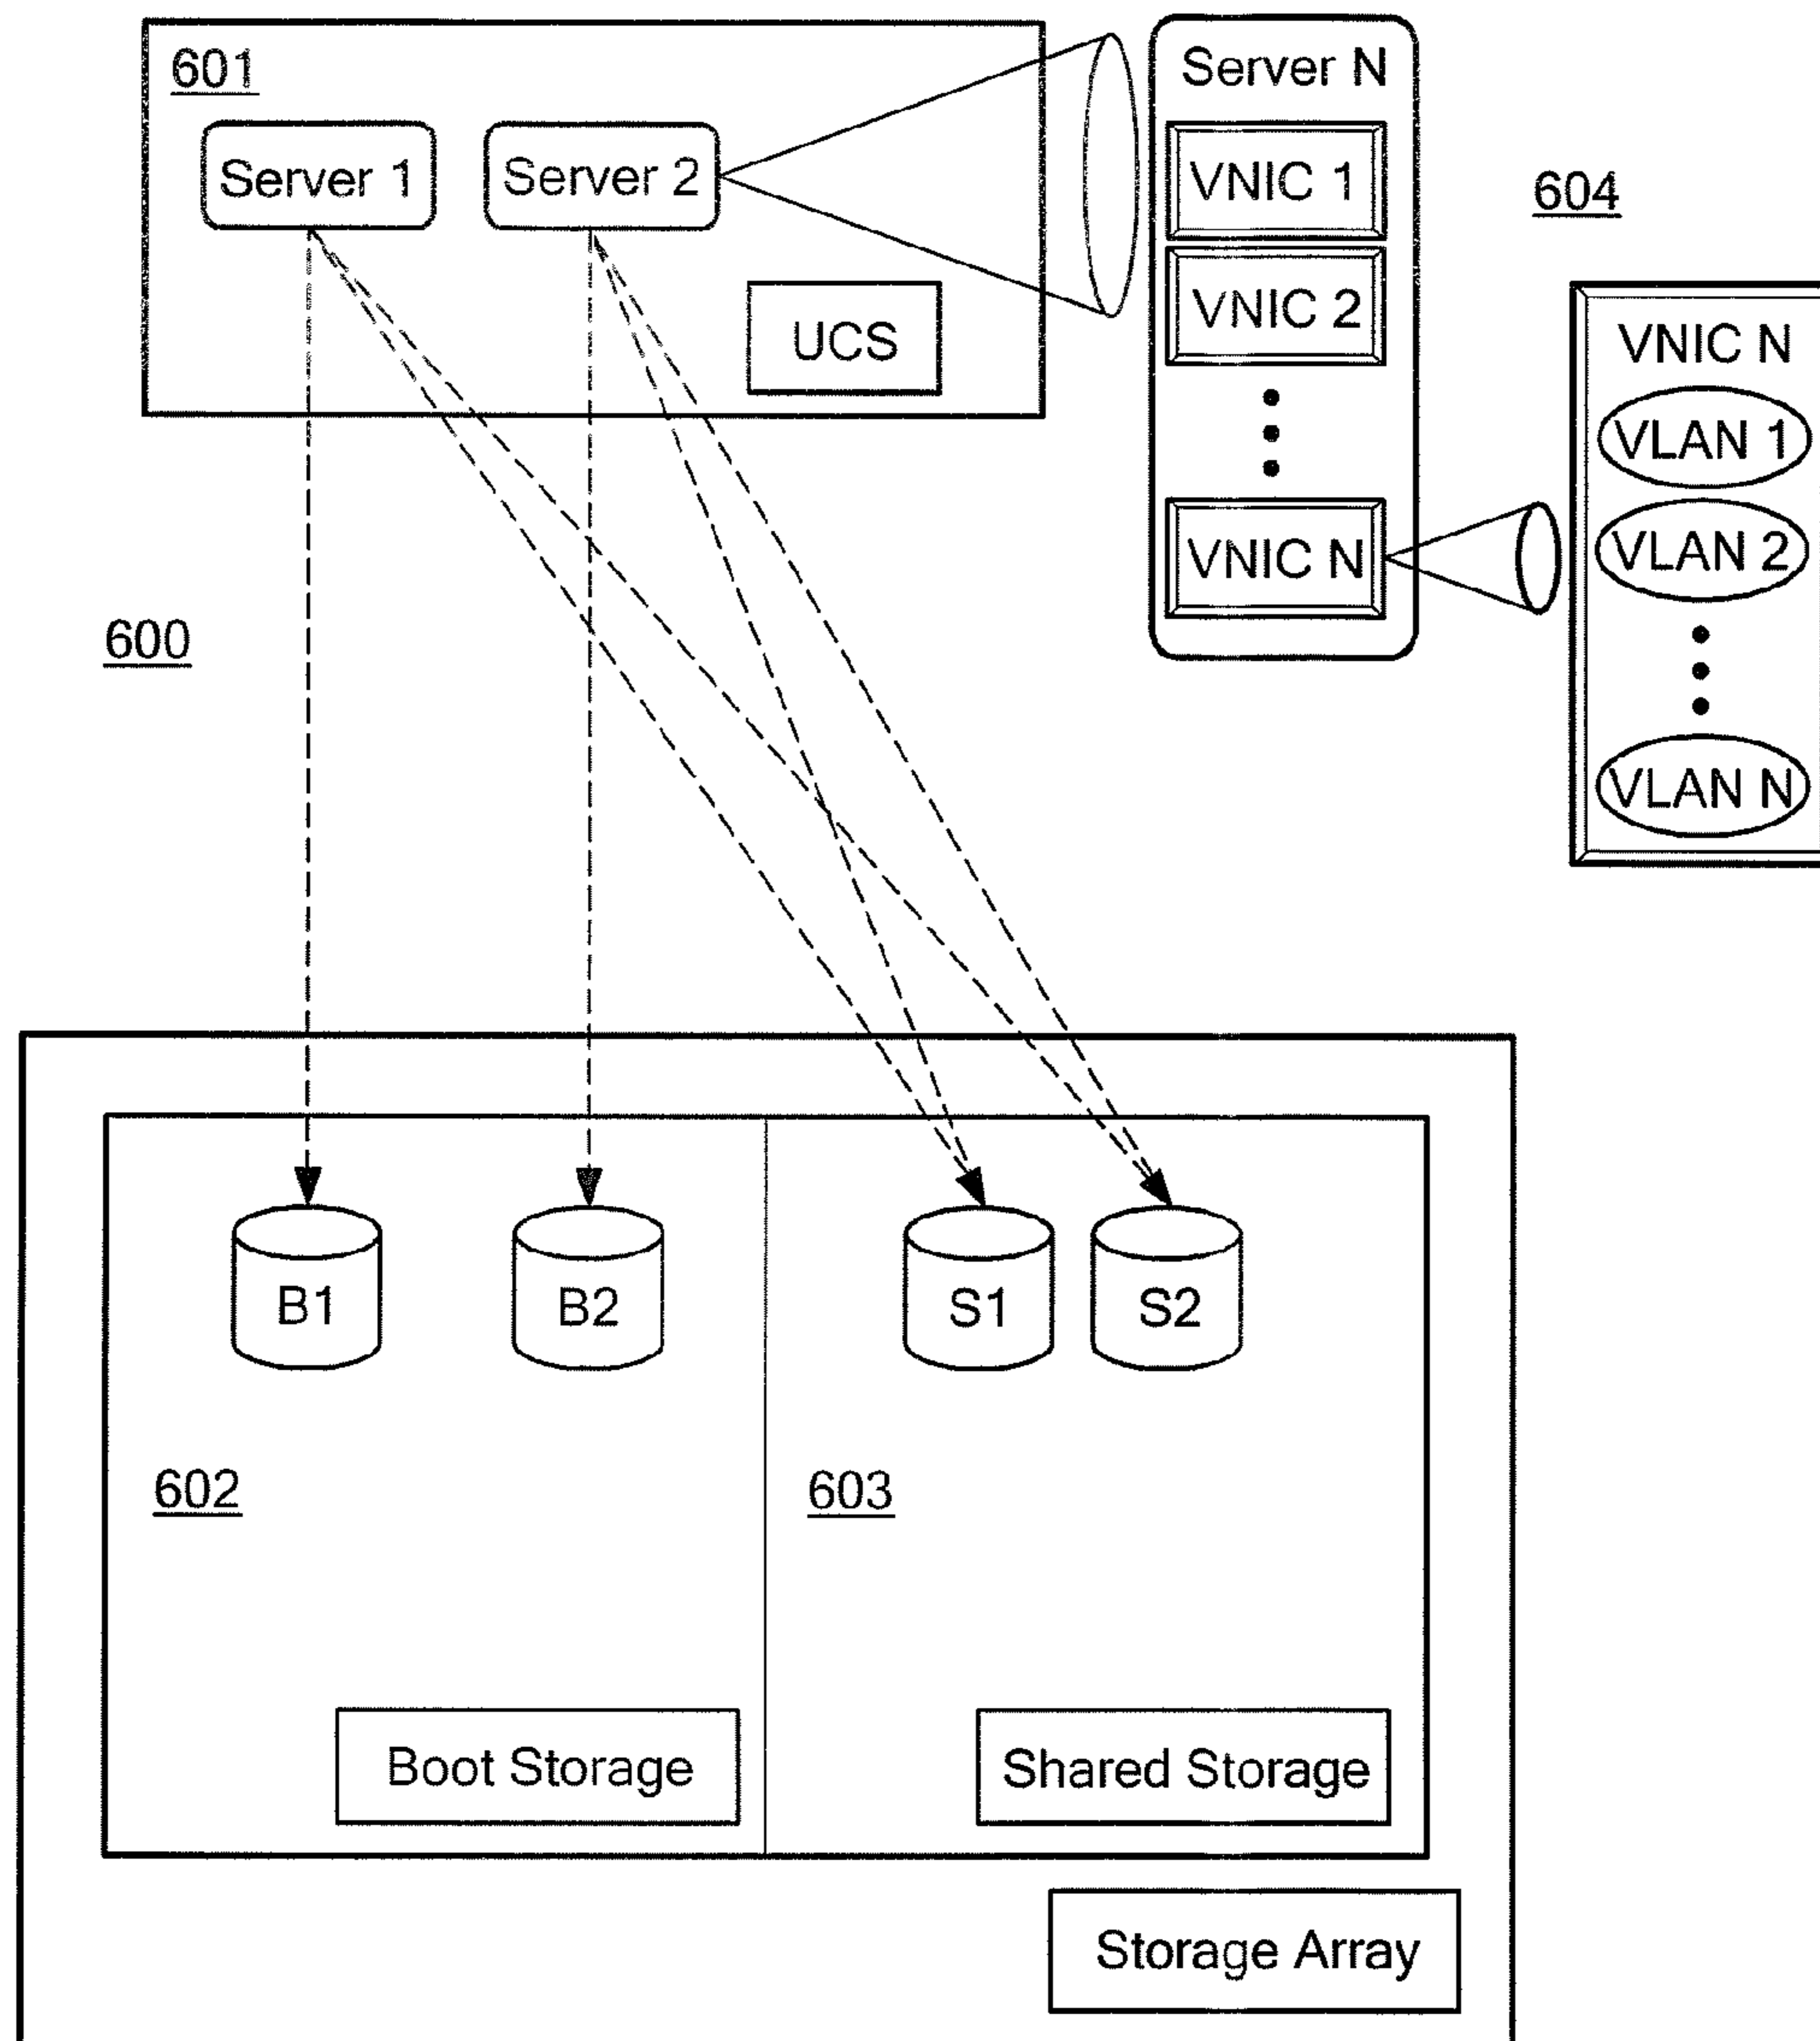 601
Server 1
Server 2
UCS
Server N
VNIC 1
VNIC 2
VNIC N
604
VNIC N
VLAN 1
VLAN 2
VLAN N
600
B1
B2
S1
S2
602
603
Boot Storage
Shared Storage
Storage Array